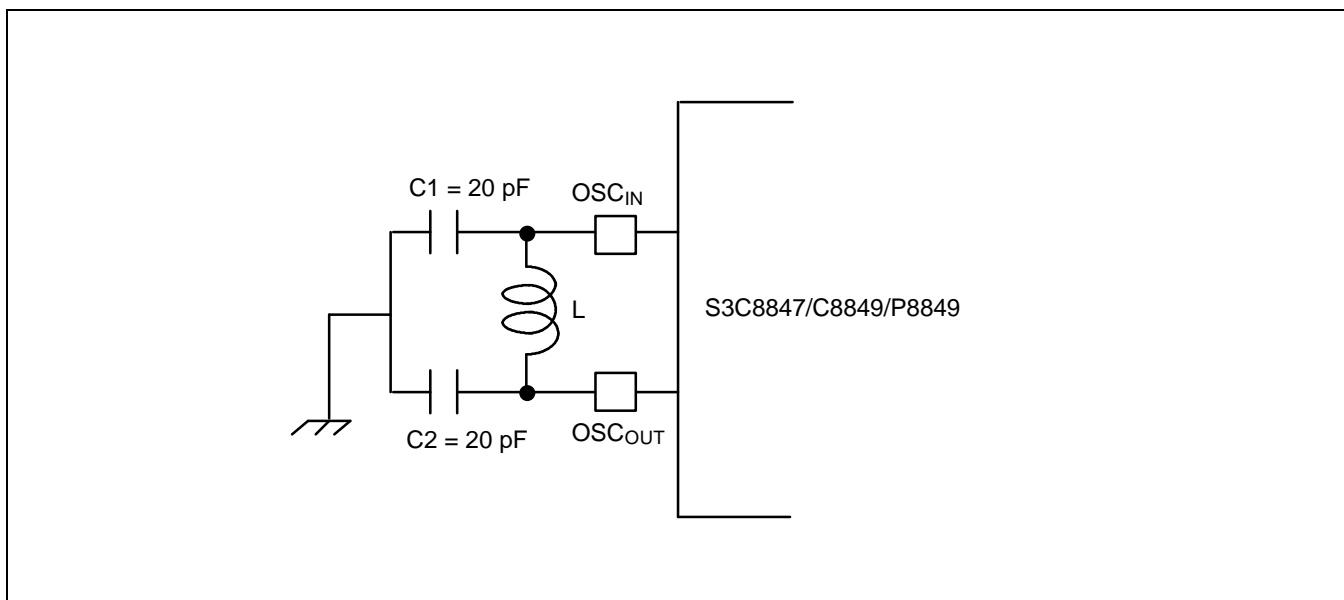 C1 = 20 pF
OSCIN
L
S3C8847/C8849/P8849
C2 = 20 pF
OSCOUT